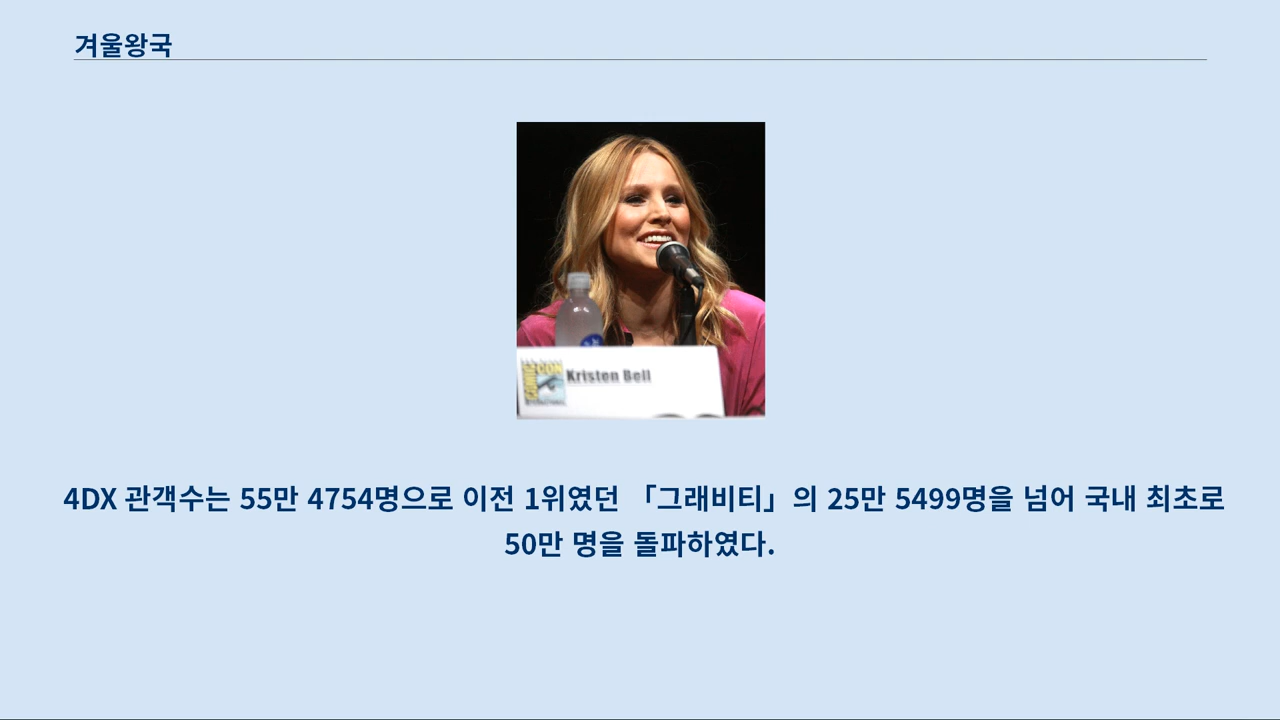 겨울왕국
COMIC CON
INTERNATIONAL
Kristen Bell
4DX 관객수는 55만 4754명으로 이전 1위였던 「그래비티」의 25만 5499명을 넘어 국내 최초로
50만 명을 돌파하였다.